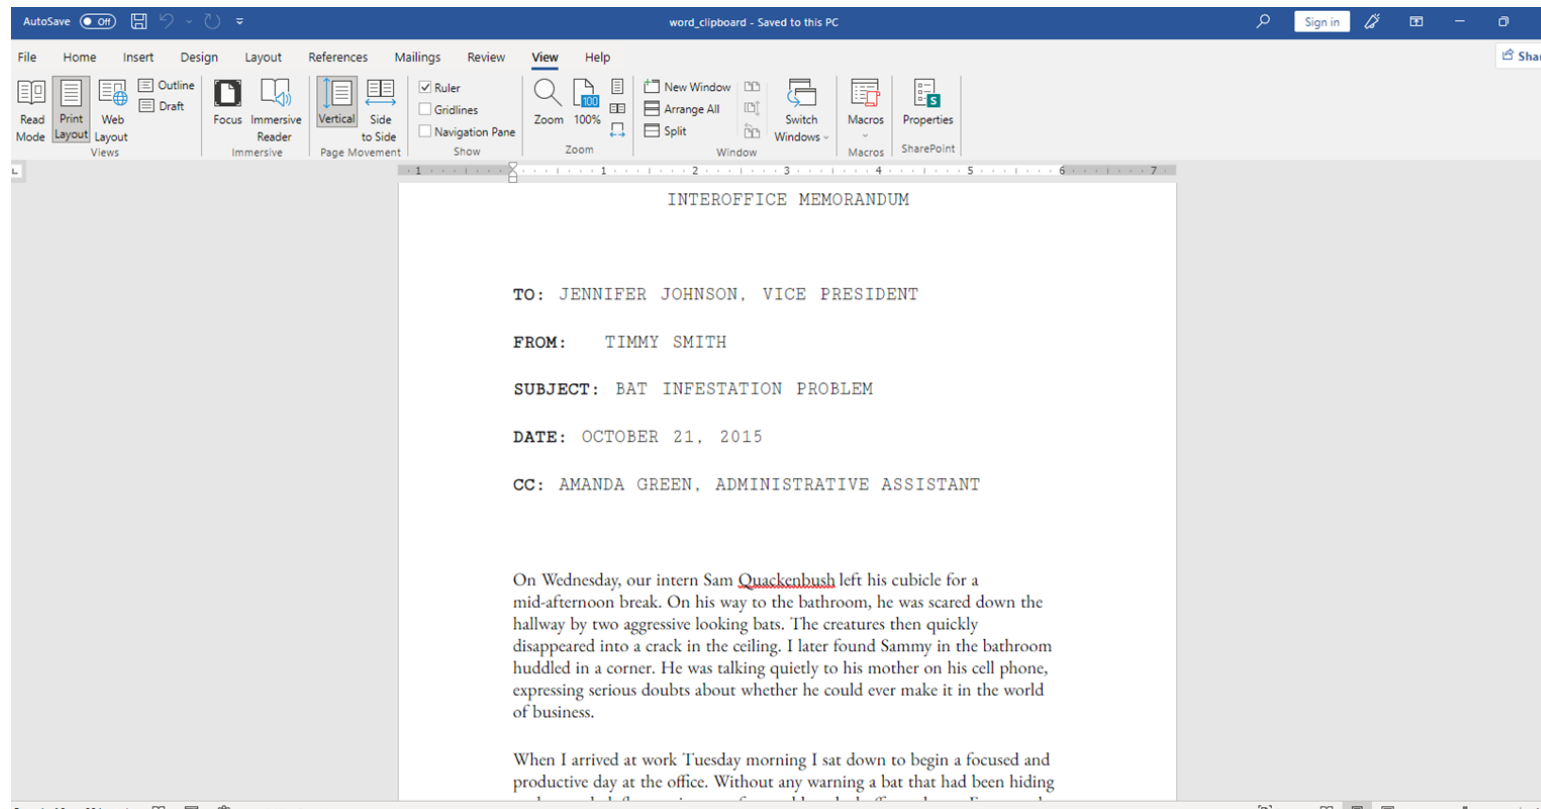 AutoSave Off word_clipboard - Saved to this PC Sign in
File Home Insert Design Layout References Mailings Review View Help
Read Mode
Print Layout
Web Layout
Outline
Draft
Views
Focus
Immersive Reader
Immersive
Vertical
Side to Side
Page Movement
Ruler
Gridlines
Navigation Pane
Show
Zoom
100
100%
Zoom
New Window
Arrange All
Split
Switch Windows
Window
Macros
Macros
S
Properties
SharePoint
1 1 2 3 4 5 6 7
INTEROFFICE MEMORANDUM
TO: JENNIFER JOHNSON, VICE PRESIDENT
FROM: TIMMY SMITH
SUBJECT: BAT INFESTATION PROBLEM
DATE: OCTOBER 21, 2015
CC: AMANDA GREEN, ADMINISTRATIVE ASSISTANT
On Wednesday, our intern Sam Quackenbush left his cubicle for a
mid-afternoon break. On his way to the bathroom, he was scared down the
hallway by two aggressive looking bats. The creatures then quickly
disappeared into a crack in the ceiling. I later found Sammy in the bathroom
huddled in a corner. He was talking quietly to his mother on his cell phone,
expressing serious doubts about whether he could ever make it in the world
of business.
When I arrived at work Tuesday morning I sat down to begin a focused and
productive day at the office. Without any warning a bat that had been hiding